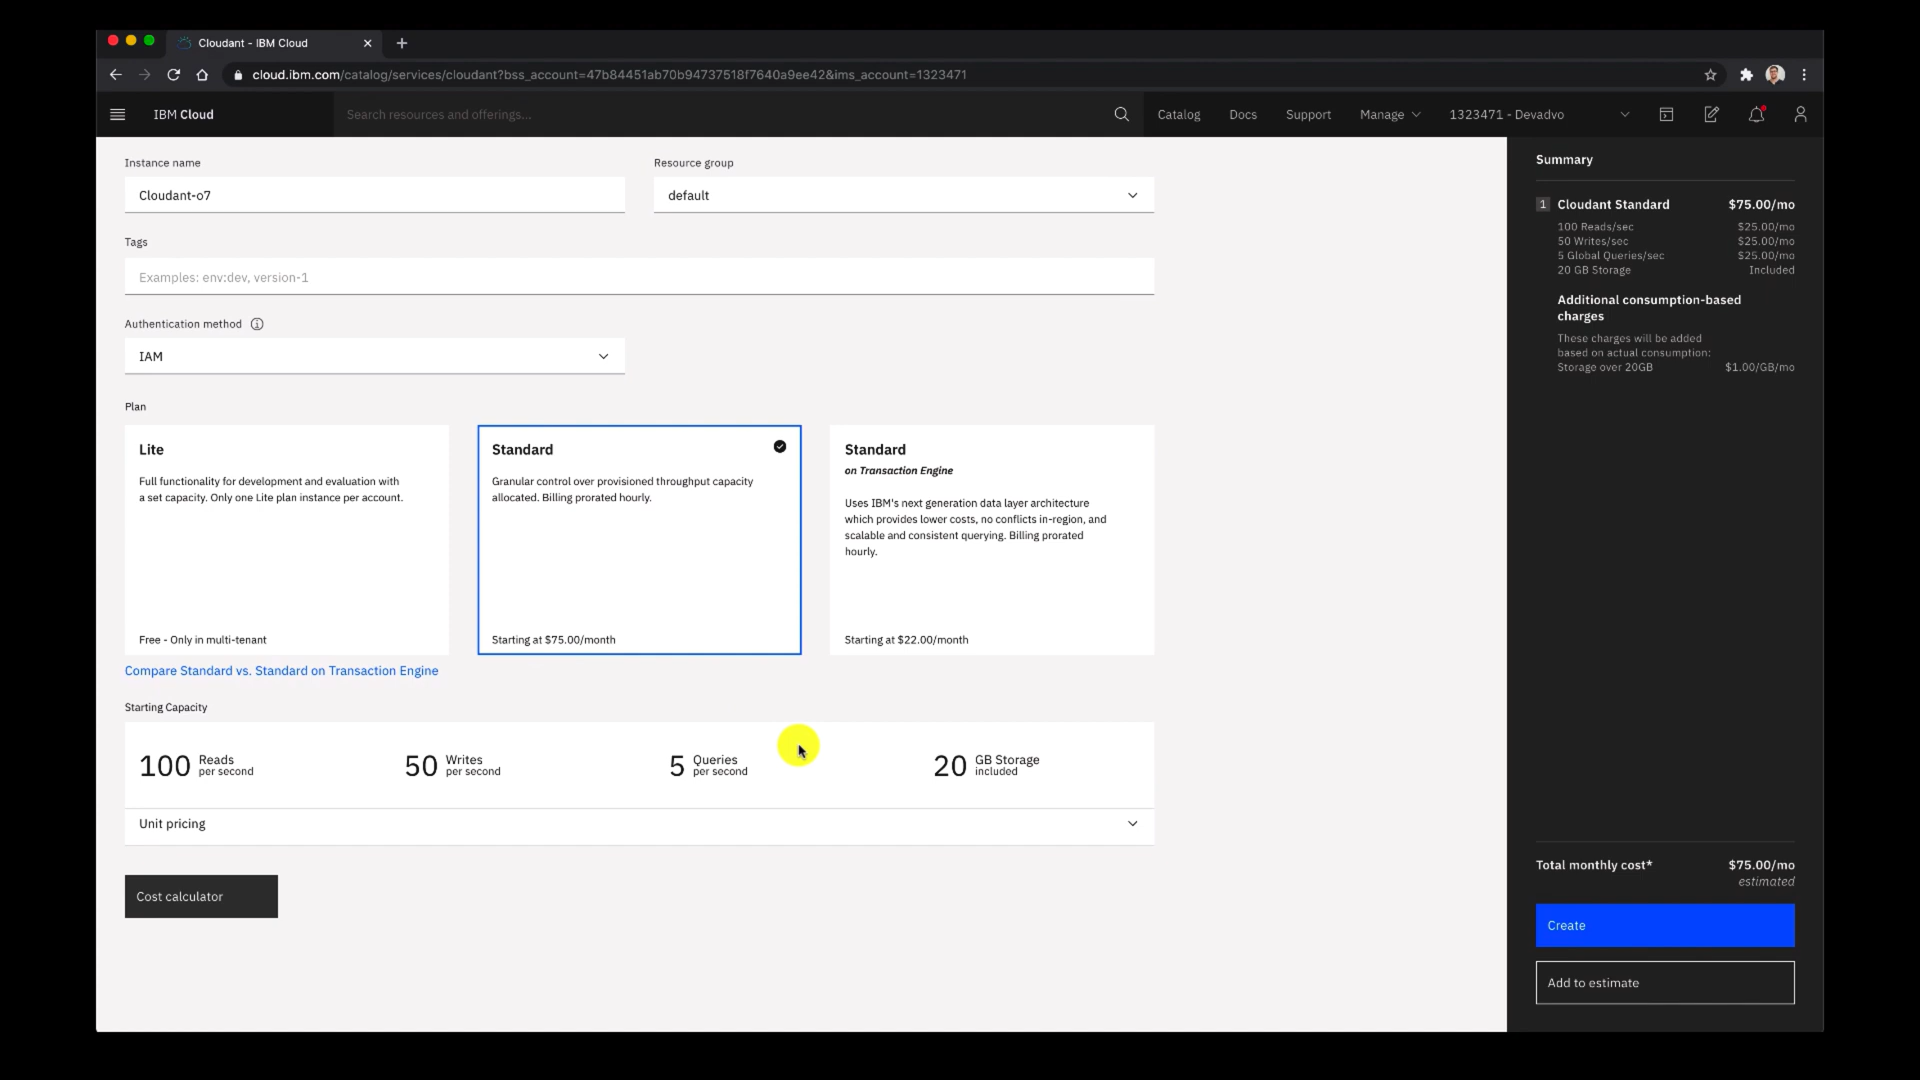 Cloudant - IBM Cloud
cloud.ibm.com/catalog/services/cloudant?bss_account=47b84451ab70b94737518f7640a9ee42&ims_account=1323471
IBM Cloud
Search resources and offerings...
Catalog
Docs
Support
Manage
1323471 - Devadvo
Instance name
Resource group
Cloudant-o7
default
Tags
Examples: env:dev, version-1
Authentication method
IAM
Plan
Lite
Full functionality for development and evaluation with
a set capacity. Only one Lite plan instance per account.
Free - Only in multi-tenant
Standard
Granular control over provisioned throughput capacity
allocated. Billing prorated hourly.
Starting at $75.00/month
Standard
on Transaction Engine
Uses IBM's next generation data layer architecture
which provides lower costs, no conflicts in-region, and
scalable and consistent querying. Billing prorated
hourly.
Starting at $22.00/month
Compare Standard vs. Standard on Transaction Engine
Starting Capacity
100 Reads per second
50 Writes per second
5 Queries per second
20 GB Storage included
Unit pricing
Cost calculator
Summary
1 Cloudant Standard $75.00/mo
100 Reads/sec $25.00/mo
50 Writes/sec $25.00/mo
5 Global Queries/sec $25.00/mo
20 GB Storage Included
Additional consumption-based
charges
These charges will be added
based on actual consumption:
Storage over 20GB $1.00/GB/mo
Total monthly cost* $75.00/mo
estimated
Create
Add to estimate